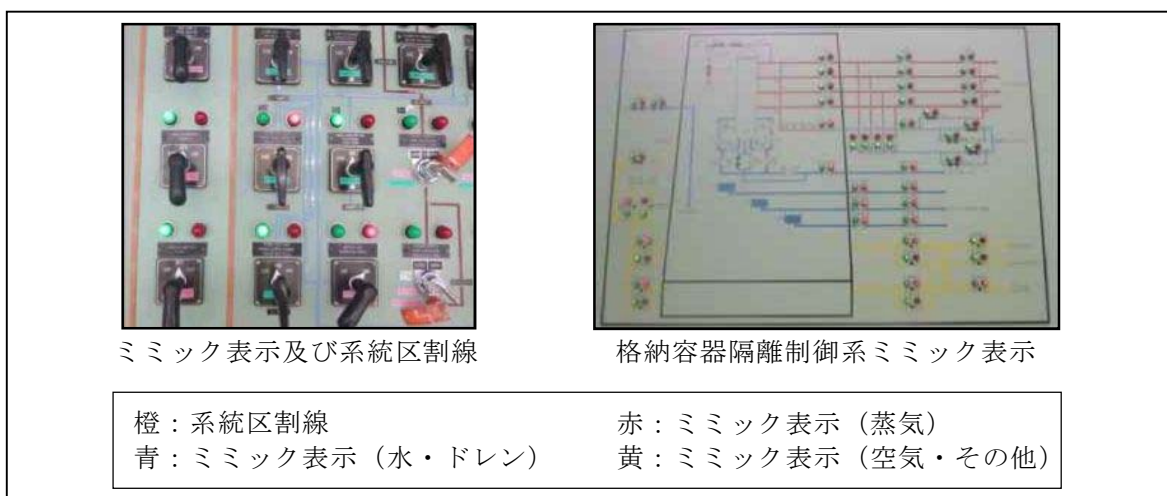 ミミック表示及び系統区割線
格納容器隔離制御系ミミック表示
橙：系統区割線
赤：ミミック表示（蒸気）
青：ミミック表示（水・ドレン）
黄：ミミック表示（空気・その他）